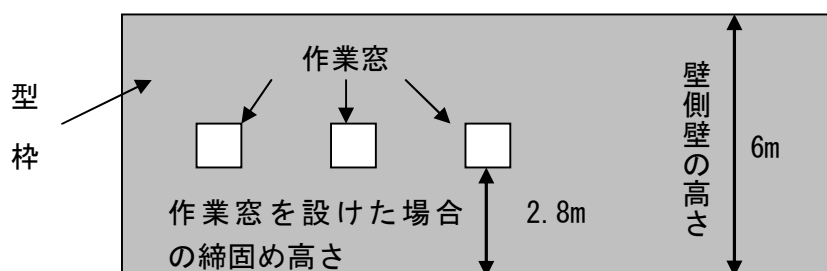 作業窓
型
枠
壁側壁の高さ
6m
作業窓を設けた場合
の締固め高さ
2.8m